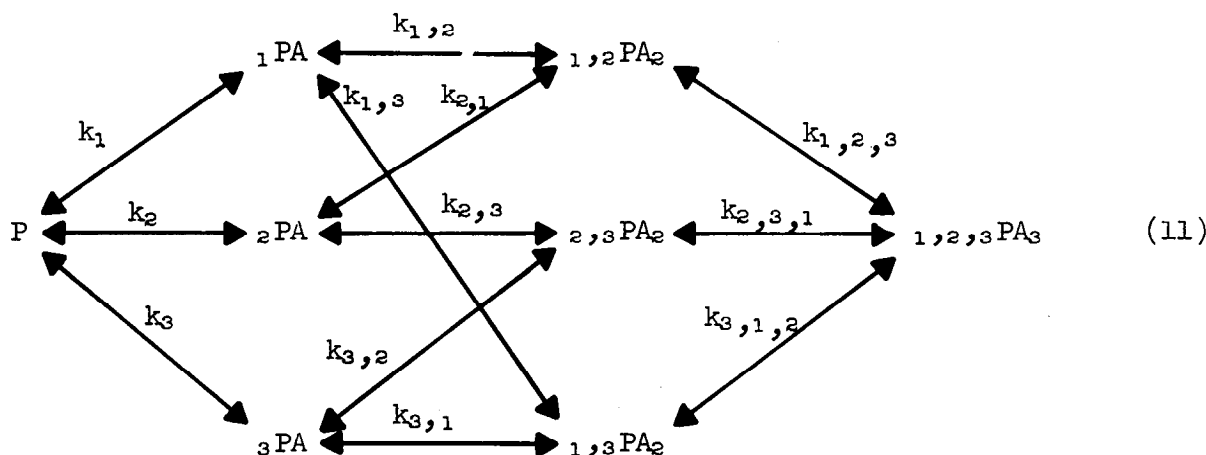 k₁,₂
₁PA ₁,₂PA₂
k₁,₃ k₂,₁
k₁ k₁,₂,₃
k₂ k₂,₃ k₂,₃,₁
P ₂PA ₂,₃PA₂ ₁,₂,₃PA₃ (11)
k₃ k₃,₂ k₃,₁,₂
k₃,₁
₃PA ₁,₃PA₂